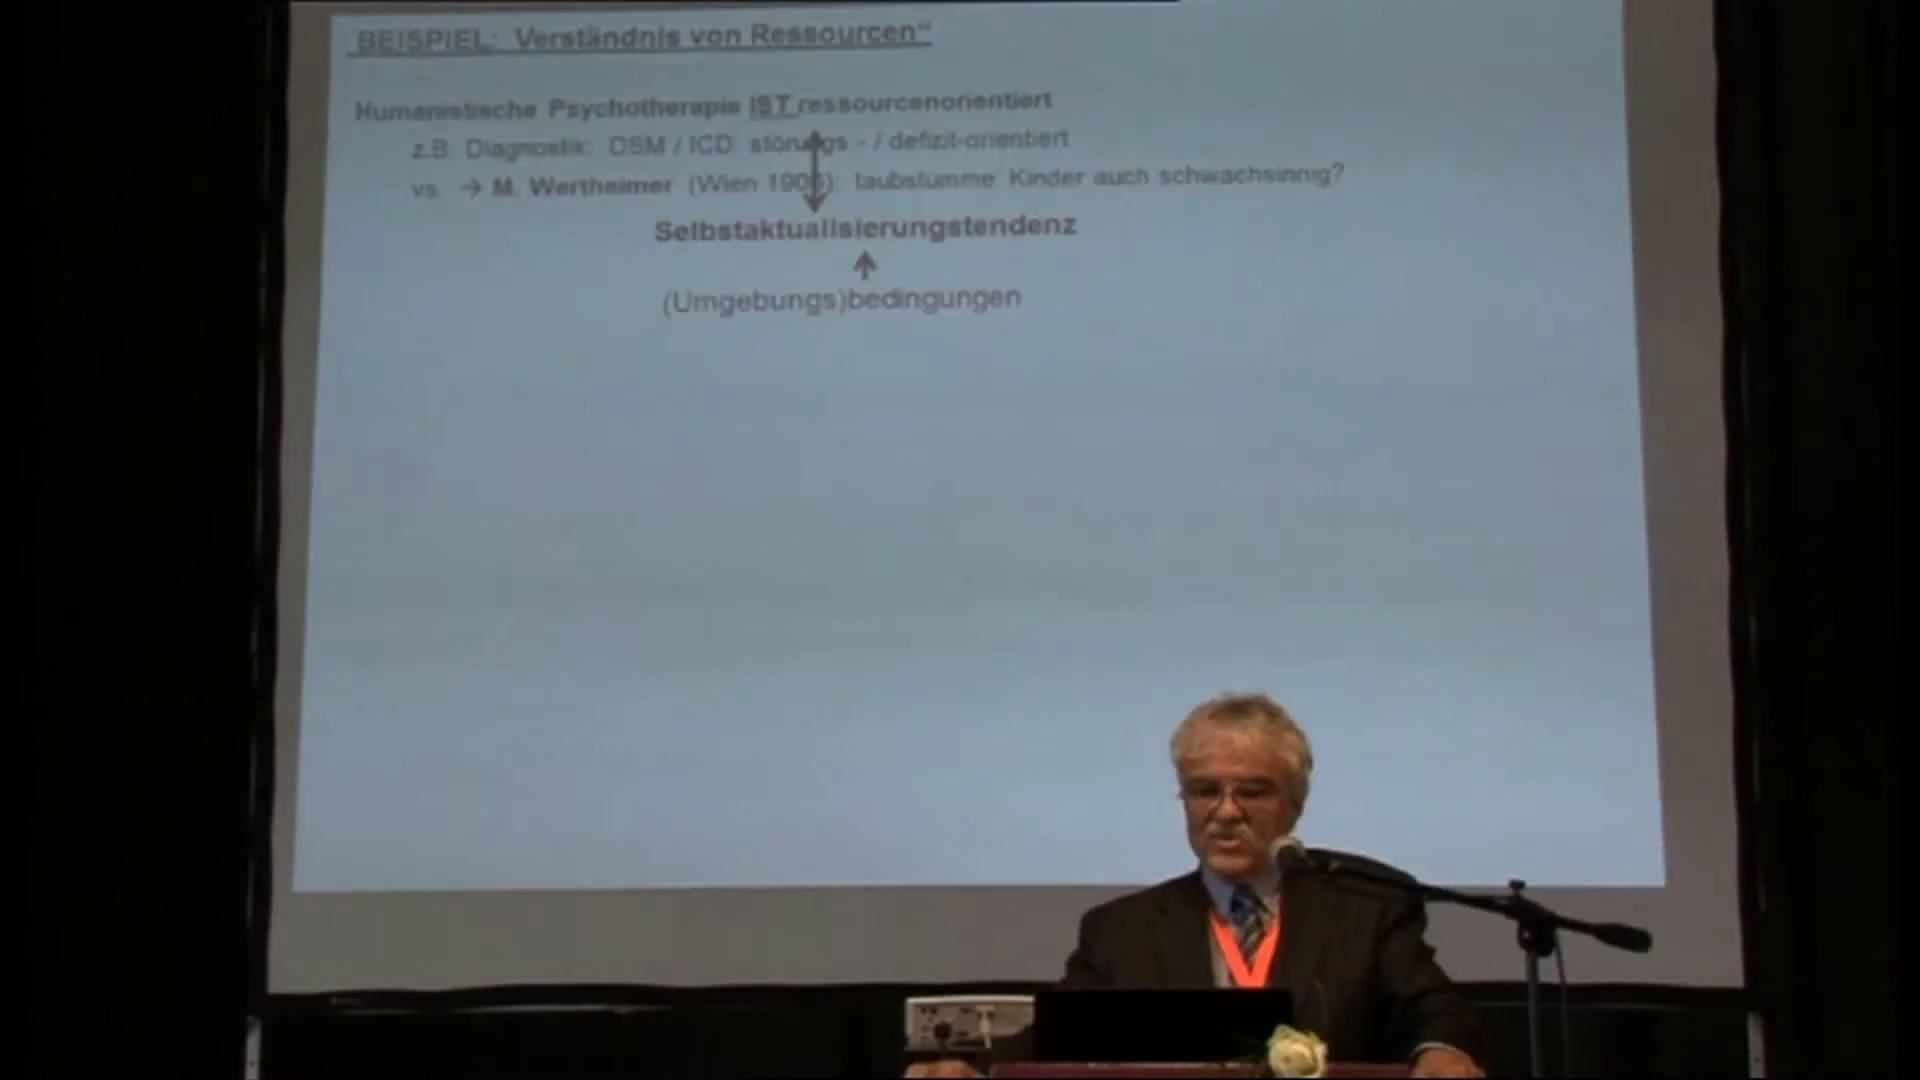 BEISPIEL: Verständnis von Ressourcen“
Humanistische Psychotherapie IST ressourcenorientiert
z.B. Diagnostik: DSM / ICD: störungs - / defizit-orientiert
vs. → M. Wertheimer (Wien 1905): taubstumme Kinder auch schwachsinnig?
Selbstaktualisierungstendenz
(Umgebungs)bedingungen